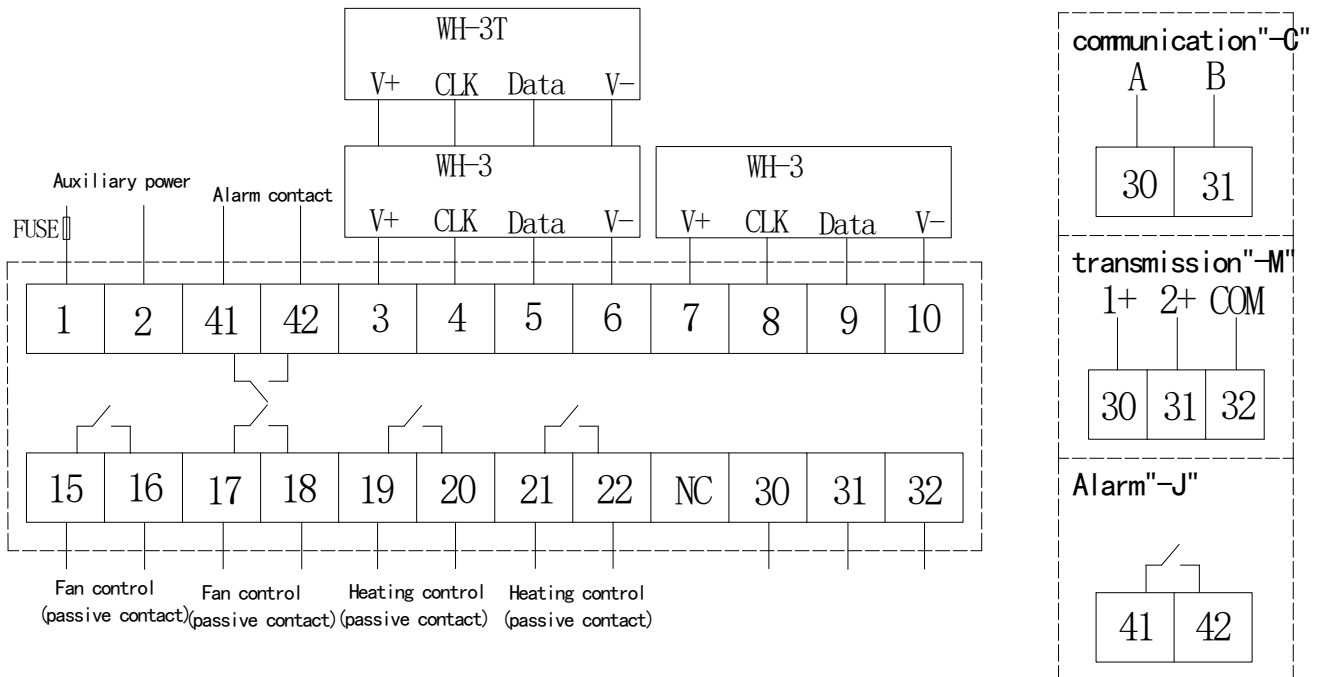 WH-3T
V+ CLK Data V-
WH-3
V+ CLK Data V-
WH-3
V+ CLK Data V-
Auxiliary power
Alarm contact
FUSE
1 2 41 42 3 4 5 6 7 8 9 10
15 16 17 18 19 20 21 22 NC 30 31 32
Fan control
(passive contact)
Fan control
(passive contact)
Heating control
(passive contact)
Heating control
(passive contact)
communication"-C"
A B
30 31
transmission"-M"
1+ 2+ COM
30 31 32
Alarm"-J"
41 42